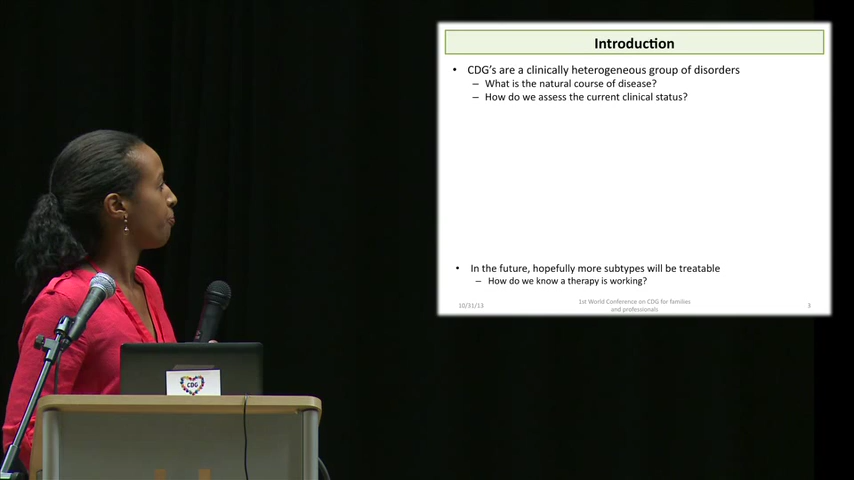 Introduction
• CDG's are a clinically heterogeneous group of disorders
– What is the natural course of disease?
– How do we assess the current clinical status?
• In the future, hopefully more subtypes will be treatable
– How do we know a therapy is working?
10/31/13
1st World Conference on CDG for families
and professionals
3
CDG